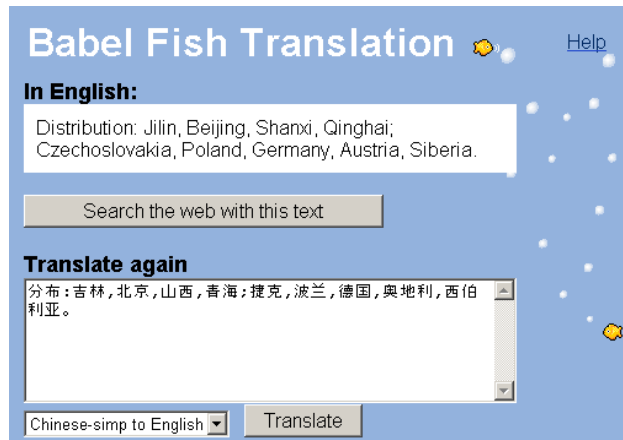 Babel Fish Translation
Help
In English:
Distribution: Jilin, Beijing, Shanxi, Qinghai;
Czechoslovakia, Poland, Germany, Austria, Siberia.
Search the web with this text
Translate again
分布:吉林,北京,山西,青海;捷克,波兰,德国,奥地利,西伯
利亚。
Chinese-simp to English
Translate